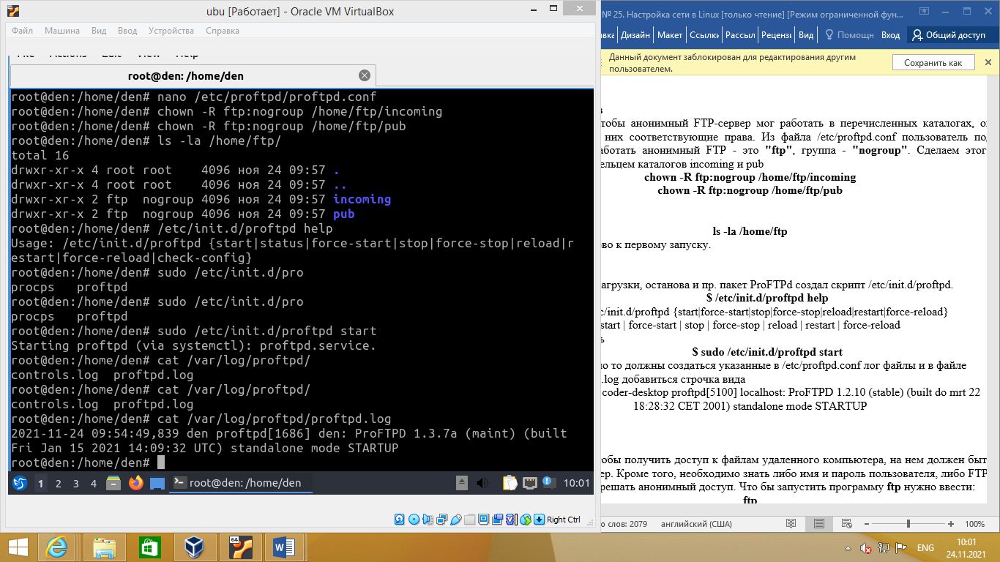 ubu [Работает] - Oracle VM VirtualBox
Файл Машина Вид Ввод Устройства Справка
root@den: /home/den
root@den:/home/den# nano /etc/proftpd/proftpd.conf
root@den:/home/den# chown -R ftp:nogroup /home/ftp/incoming
root@den:/home/den# chown -R ftp:nogroup /home/ftp/pub
root@den:/home/den# ls -la /home/ftp/
total 16
drwxr-xr-x 4 root root    4096 ноя 24 09:57 .
drwxr-xr-x 4 root root    4096 ноя 24 09:57 ..
drwxr-xr-x 2 ftp  nogroup 4096 ноя 24 09:57 incoming
drwxr-xr-x 2 ftp  nogroup 4096 ноя 24 09:57 pub
root@den:/home/den# /etc/init.d/proftpd help
Usage: /etc/init.d/proftpd {start|status|force-start|stop|force-stop|reload|r
estart|force-reload|check-config}
root@den:/home/den# sudo /etc/init.d/pro
procps   proftpd
root@den:/home/den# sudo /etc/init.d/pro
procps   proftpd
root@den:/home/den# sudo /etc/init.d/proftpd start
Starting proftpd (via systemctl): proftpd.service.
root@den:/home/den# cat /var/log/proftpd/
controls.log  proftpd.log
root@den:/home/den# cat /var/log/proftpd/
controls.log  proftpd.log
root@den:/home/den# cat /var/log/proftpd/proftpd.log
2021-11-24 09:54:49,839 den proftpd[1686] den: ProFTPD 1.3.7a (maint) (built
Fri Jan 15 2021 14:09:32 UTC) standalone mode STARTUP
root@den:/home/den#
1 2 3 4 root@den: /home/den 10:01
Right Ctrl
№ 25. Настройка сети в Linux [только чтение] [Режим ограниченной фун...
вка Дизайн Макет Ссылки Рассыл Рецензи Вид Помощн Вход Общий доступ
Данный документ заблокирован для редактирования другим
пользователем.
Сохранить как
в
тобы анонимный FTP-сервер мог работать в перечисленных каталогах, о
них соответствующие права. Из файла /etc/proftpd.conf пользователь по
аботать анонимный FTP - это "ftp", группа - "nogroup". Сделаем этог
ельцем каталогов incoming и pub
chown -R ftp:nogroup /home/ftp/incoming
chown -R ftp:nogroup /home/ftp/pub
ls -la /home/ftp
ово к первому запуску.
агрузки, останова и пр. пакет ProFTPd создал скрипт /etc/init.d/proftpd.
$ /etc/init.d/proftpd help
c/init.d/proftpd {start|force-start|stop|force-stop|reload|restart|force-reload}
start | force-start | stop | force-stop | reload | restart | force-reload
ь
$ sudo /etc/init.d/proftpd start
но то должны создаться указанные в /etc/proftpd.conf лог файлы и в файле
.log добавиться строчка вида
coder-desktop proftpd[5100] localhost: ProFTPD 1.2.10 (stable) (built do mrt 22
18:28:32 CET 2001) standalone mode STARTUP
обы получить доступ к файлам удаленного компьютера, на нем должен быт
ер. Кроме того, необходимо знать либо имя и пароль пользователя, либо FTP
решать анонимный доступ. Что бы запустить программу ftp нужно ввести:
ftp
о слов: 2079 английский (США) 100%
ENG 10:01
24.11.2021